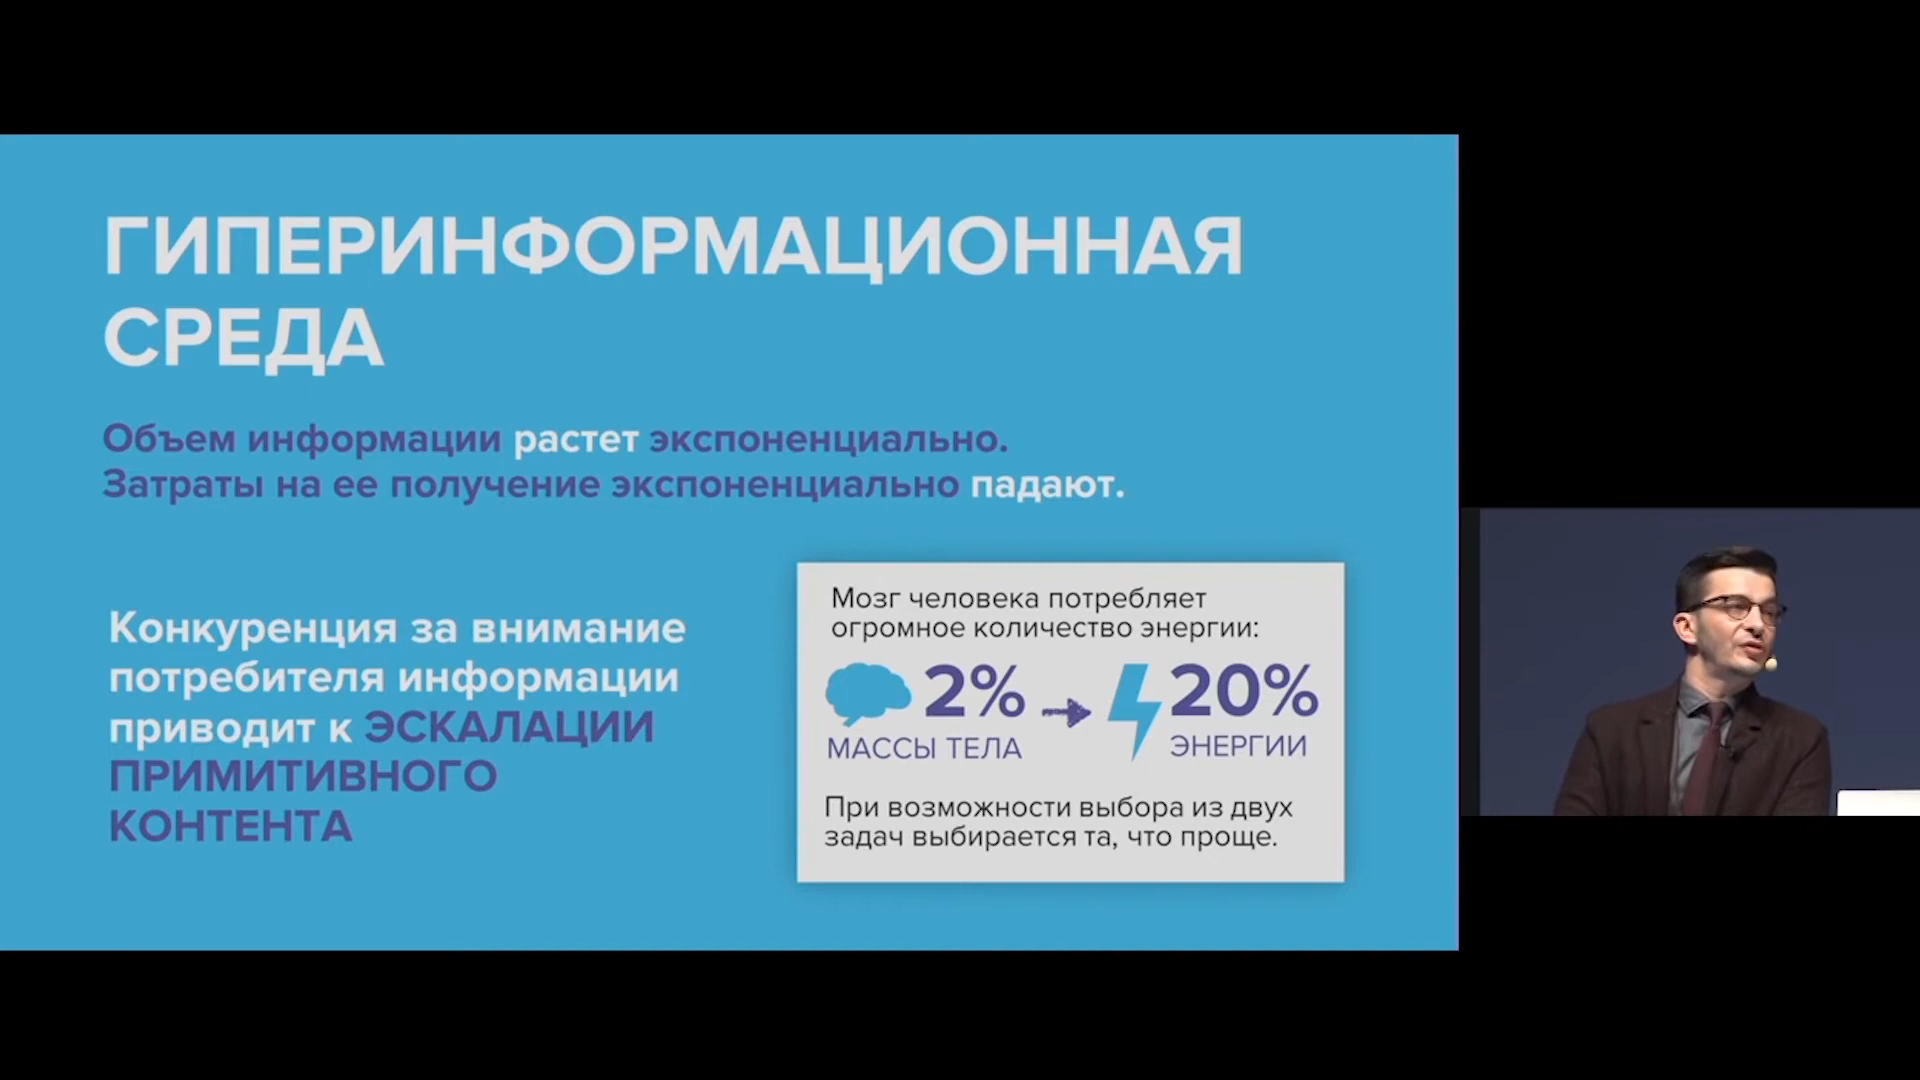 ГИПЕРИНФОРМАЦИОННАЯ
СРЕДА
Объем информации растет экспоненциально.
Затраты на ее получение экспоненциально падают.
Конкуренция за внимание
потребителя информации
приводит к ЭСКАЛАЦИИ
ПРИМИТИВНОГО
КОНТЕНТА
Мозг человека потребляет
огромное количество энергии:
2% 20%
МАССЫ ТЕЛА ЭНЕРГИИ
При возможности выбора из двух
задач выбирается та, что проще.